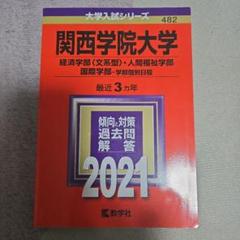 大学入試シリーズ
482
関西学院大学
経済学部〈文系型〉・人間福祉学部
国際学部-学部個別日程
最近3カ年
傾向と対策
過去問
解答
2021
教学社